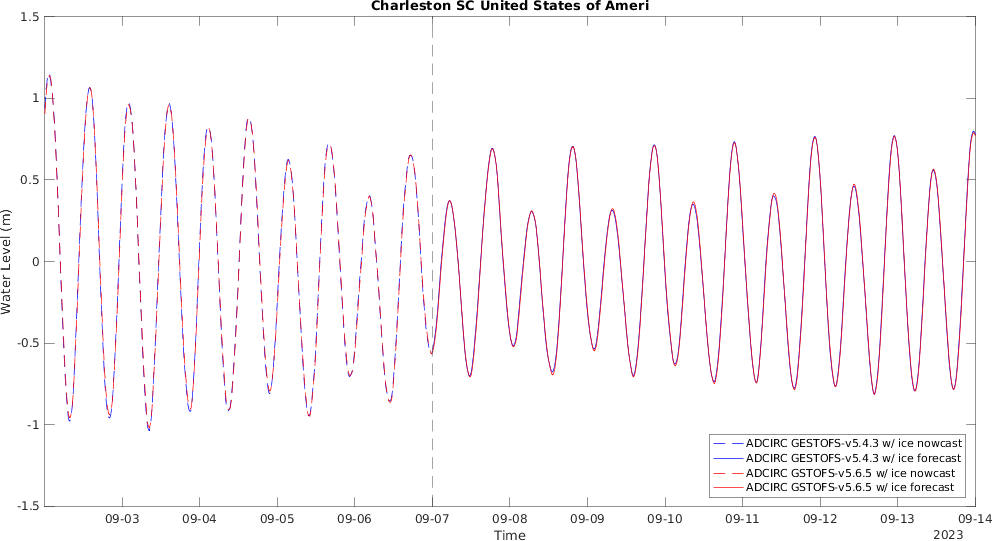 Charleston SC United States of Ameri
Water Level (m)
1.5
1
0.5
0
-0.5
-1
-1.5
ADCIRC GESTOFS-v5.4.3 w/ ice nowcast
ADCIRC GESTOFS-v5.4.3 w/ ice forecast
ADCIRC GSTOFS-v5.6.5 w/ ice nowcast
ADCIRC GSTOFS-v5.6.5 w/ ice forecast
09-03 09-04 09-05 09-06 09-07 09-08 09-09 09-10 09-11 09-12 09-13 09-14
Time
2023